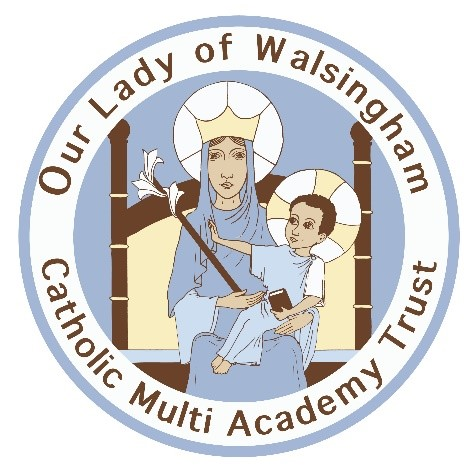 Our Lady of Walsingham
Catholic Multi Academy Trust